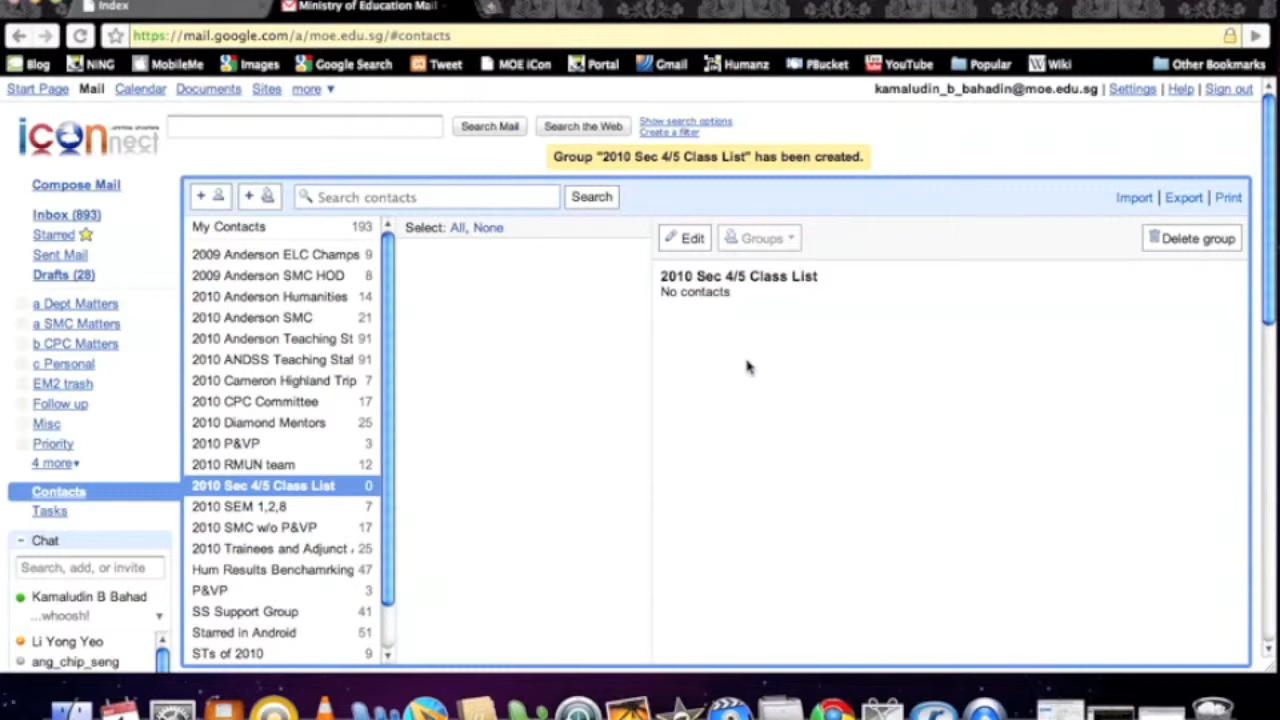 Index
Ministry of Education Mail
https://mail.google.com/a/moe.edu.sg/#contacts
Blog NiNG MobileMe Images Google Search Tweet MOE iCon Portal Gmail Humanz PBucket YouTube Popular Wiki Other Bookmarks
Start Page Mail Calendar Documents Sites more ▼
kamaludin_b_bahadin@moe.edu.sg | Settings | Help | Sign out
iconnect
Search Mail Search the Web
Show search options
Create a filter
Group "2010 Sec 4/5 Class List" has been created.
Compose Mail
Inbox (893)
Starred
Sent Mail
Drafts (28)
a Dept Matters
a SMC Matters
b CPC Matters
c Personal
EM2 trash
Follow up
Misc
Priority
4 more▾
Contacts
Tasks
− Chat
Search, add, or invite
Kamaludin B Bahad
...whoosh!
Li Yong Yeo
ang_chip_seng
+ + Search contacts Search
Import | Export | Print
My Contacts 193
2009 Anderson ELC Champs 9
2009 Anderson SMC HOD 8
2010 Anderson Humanities 14
2010 Anderson SMC 21
2010 Anderson Teaching St 91
2010 ANDSS Teaching Staf 91
2010 Cameron Highland Trip 7
2010 CPC Committee 17
2010 Diamond Mentors 25
2010 P&VP 3
2010 RMUN team 12
2010 Sec 4/5 Class List 0
2010 SEM 1,2,8 7
2010 SMC w/o P&VP 17
2010 Trainees and Adjunct 25
Hum Results Benchamrking 47
P&VP 3
SS Support Group 41
Starred in Android 51
STs of 2010 9
Select: All, None
Edit Groups Delete group
2010 Sec 4/5 Class List
No contacts